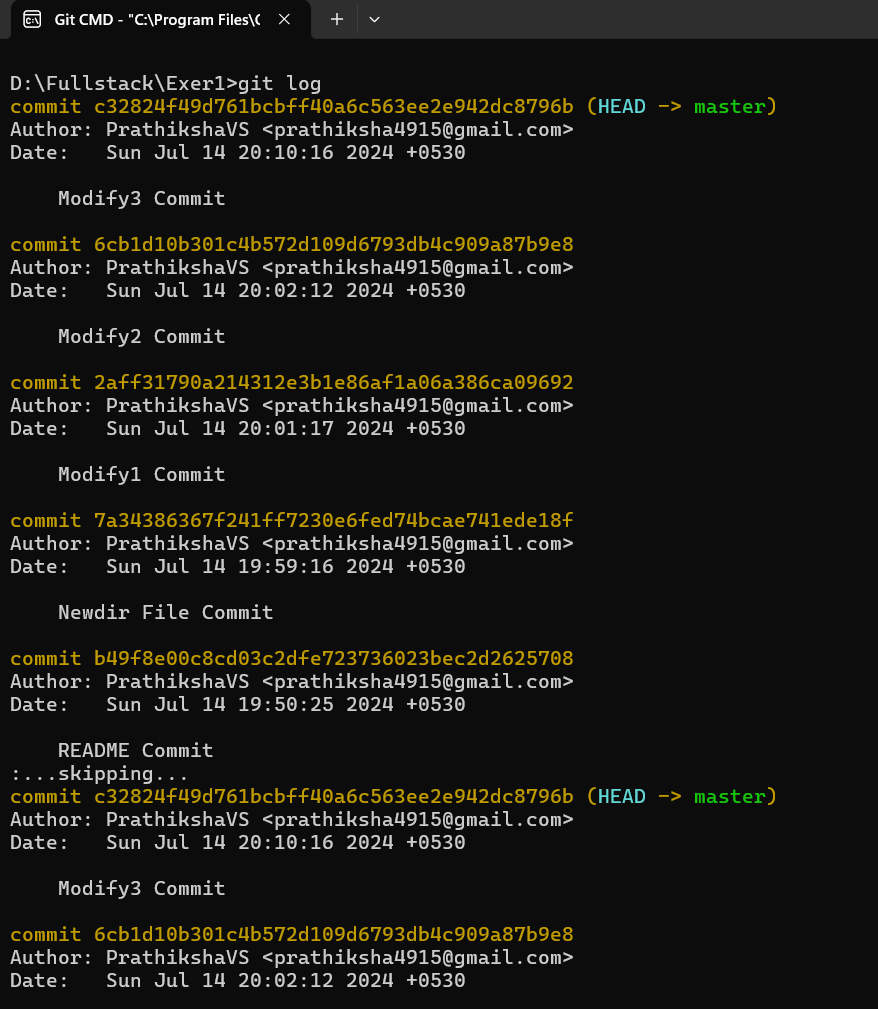 Git CMD - "C:\Program Files\G
D:\Fullstack\Exer1>git log
commit c32824f49d761bcbff40a6c563ee2e942dc8796b (HEAD -> master)
Author: PrathikshaVS <prathiksha4915@gmail.com>
Date:   Sun Jul 14 20:10:16 2024 +0530
    Modify3 Commit
commit 6cb1d10b301c4b572d109d6793db4c909a87b9e8
Author: PrathikshaVS <prathiksha4915@gmail.com>
Date:   Sun Jul 14 20:02:12 2024 +0530
    Modify2 Commit
commit 2aff31790a214312e3b1e86af1a06a386ca09692
Author: PrathikshaVS <prathiksha4915@gmail.com>
Date:   Sun Jul 14 20:01:17 2024 +0530
    Modify1 Commit
commit 7a34386367f241ff7230e6fed74bcae741ede18f
Author: PrathikshaVS <prathiksha4915@gmail.com>
Date:   Sun Jul 14 19:59:16 2024 +0530
    Newdir File Commit
commit b49f8e00c8cd03c2dfe723736023bec2d2625708
Author: PrathikshaVS <prathiksha4915@gmail.com>
Date:   Sun Jul 14 19:50:25 2024 +0530
    README Commit
:...skipping...
commit c32824f49d761bcbff40a6c563ee2e942dc8796b (HEAD -> master)
Author: PrathikshaVS <prathiksha4915@gmail.com>
Date:   Sun Jul 14 20:10:16 2024 +0530
    Modify3 Commit
commit 6cb1d10b301c4b572d109d6793db4c909a87b9e8
Author: PrathikshaVS <prathiksha4915@gmail.com>
Date:   Sun Jul 14 20:02:12 2024 +0530